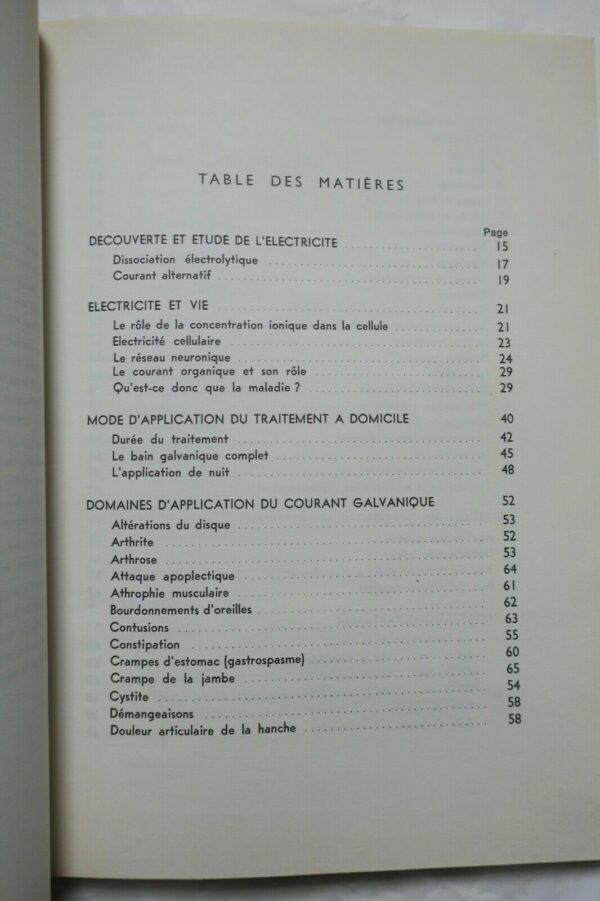 TABLE DES MATIÈRES
Page
DECOUVERTE ET ETUDE DE L'ELECTRICITE 15
Dissociation électrolytique 17
Courant alternatif 19
ELECTRICITE ET VIE 21
Le rôle de la concentration ionique dans la cellule 21
Electricité cellulaire 23
Le réseau neuronique 24
Le courant organique et son rôle 29
Qu'est-ce donc que la maladie ? 29
MODE D'APPLICATION DU TRAITEMENT A DOMICILE 40
Durée du traitement 42
Le bain galvanique complet 45
L'application de nuit 48
DOMAINES D'APPLICATION DU COURANT GALVANIQUE 52
Altérations du disque 53
Arthrite 52
Arthrose 53
Attaque apoplectique 64
Athrophie musculaire 61
Bourdonnements d'oreilles 62
Contusions 63
Constipation 55
Crampes d'estomac (gastrospasme) 60
Crampe de la jambe 65
Cystite 54
Démangeaisons 58
Douleur articulaire de la hanche 58